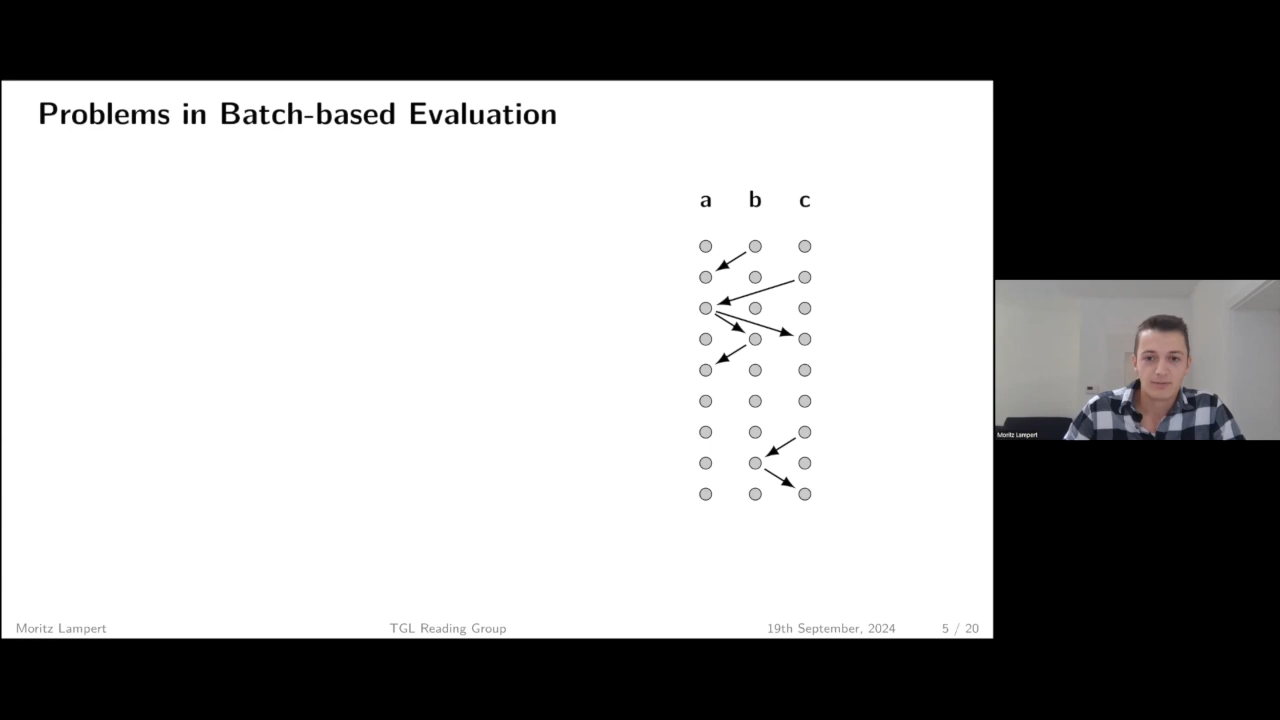 Problems in Batch-based Evaluation
a b c
Moritz Lampert
Moritz Lampert TGL Reading Group 19th September, 2024 5 / 20